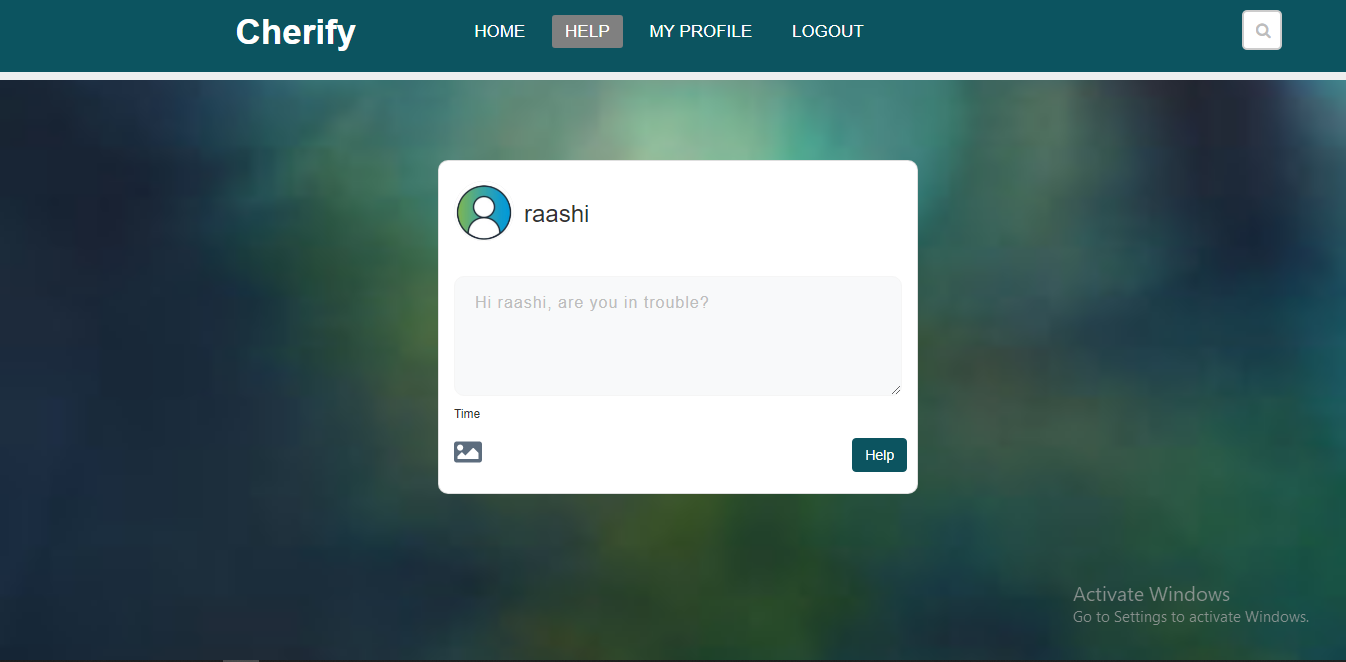 Cherify
HOME
HELP
MY PROFILE
LOGOUT
raashi
Hi raashi, are you in trouble?
Time
Help
Activate Windows
Go to Settings to activate Windows.